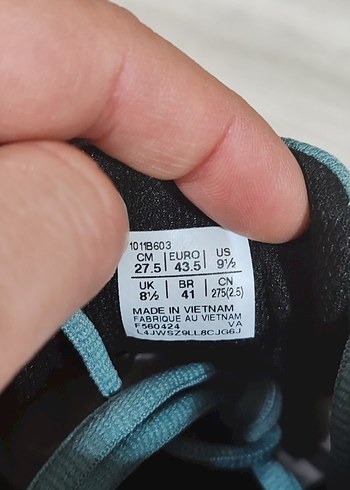 1011B603
CM EURO US
27.5 43.5 9½
UK BR CN
8½ 41 275(2.5)
MADE IN VIETNAM
FABRIQUE AU VIETNAM
F560424 VA
L4JWSZ9LL8CJG6J